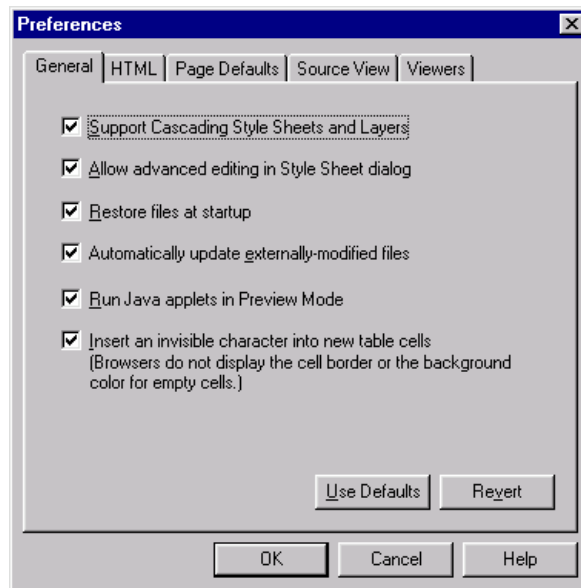 Preferences
General HTML Page Defaults Source View Viewers
Support Cascading Style Sheets and Layers
Allow advanced editing in Style Sheet dialog
Restore files at startup
Automatically update externally-modified files
Run Java applets in Preview Mode
Insert an invisible character into new table cells
(Browsers do not display the cell border or the background
color for empty cells.)
Use Defaults Revert
OK Cancel Help